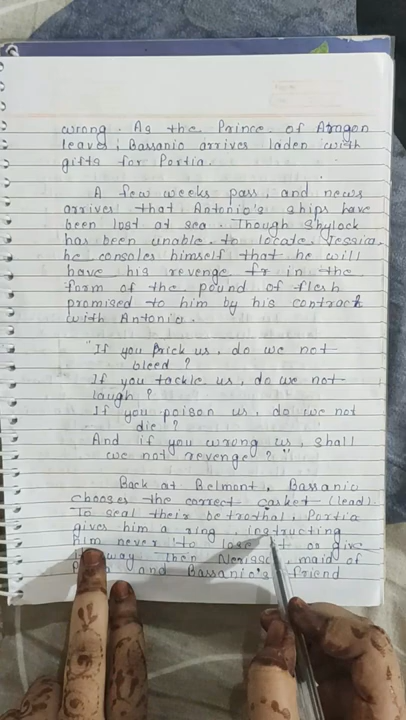 wrong. As the Prince of Arragon
leaves, Bassanio arrives laden with
gifts for Portia.
A few weeks pass, and news
arrives that Antonio's ships have
been lost at sea. Though Shylock
has been unable to locate Jessica,
he consoles himself that he will
have his revenge in the
form of the pound of flesh
promised to him by his contract
with Antonio.
"If you prick us, do we not
bleed?
If you tackle us, do we not
laugh?
If you poison us, do we not
die?
And if you wrong us, shall
we not revenge?"
Back at Belmont, Bassanio
chooses the correct casket (lead).
To seal their betrothal, Portia
gives him a ring, instructing
him never to lose it or give
away. Then Nerissa, maid of
and Bassanio's friend